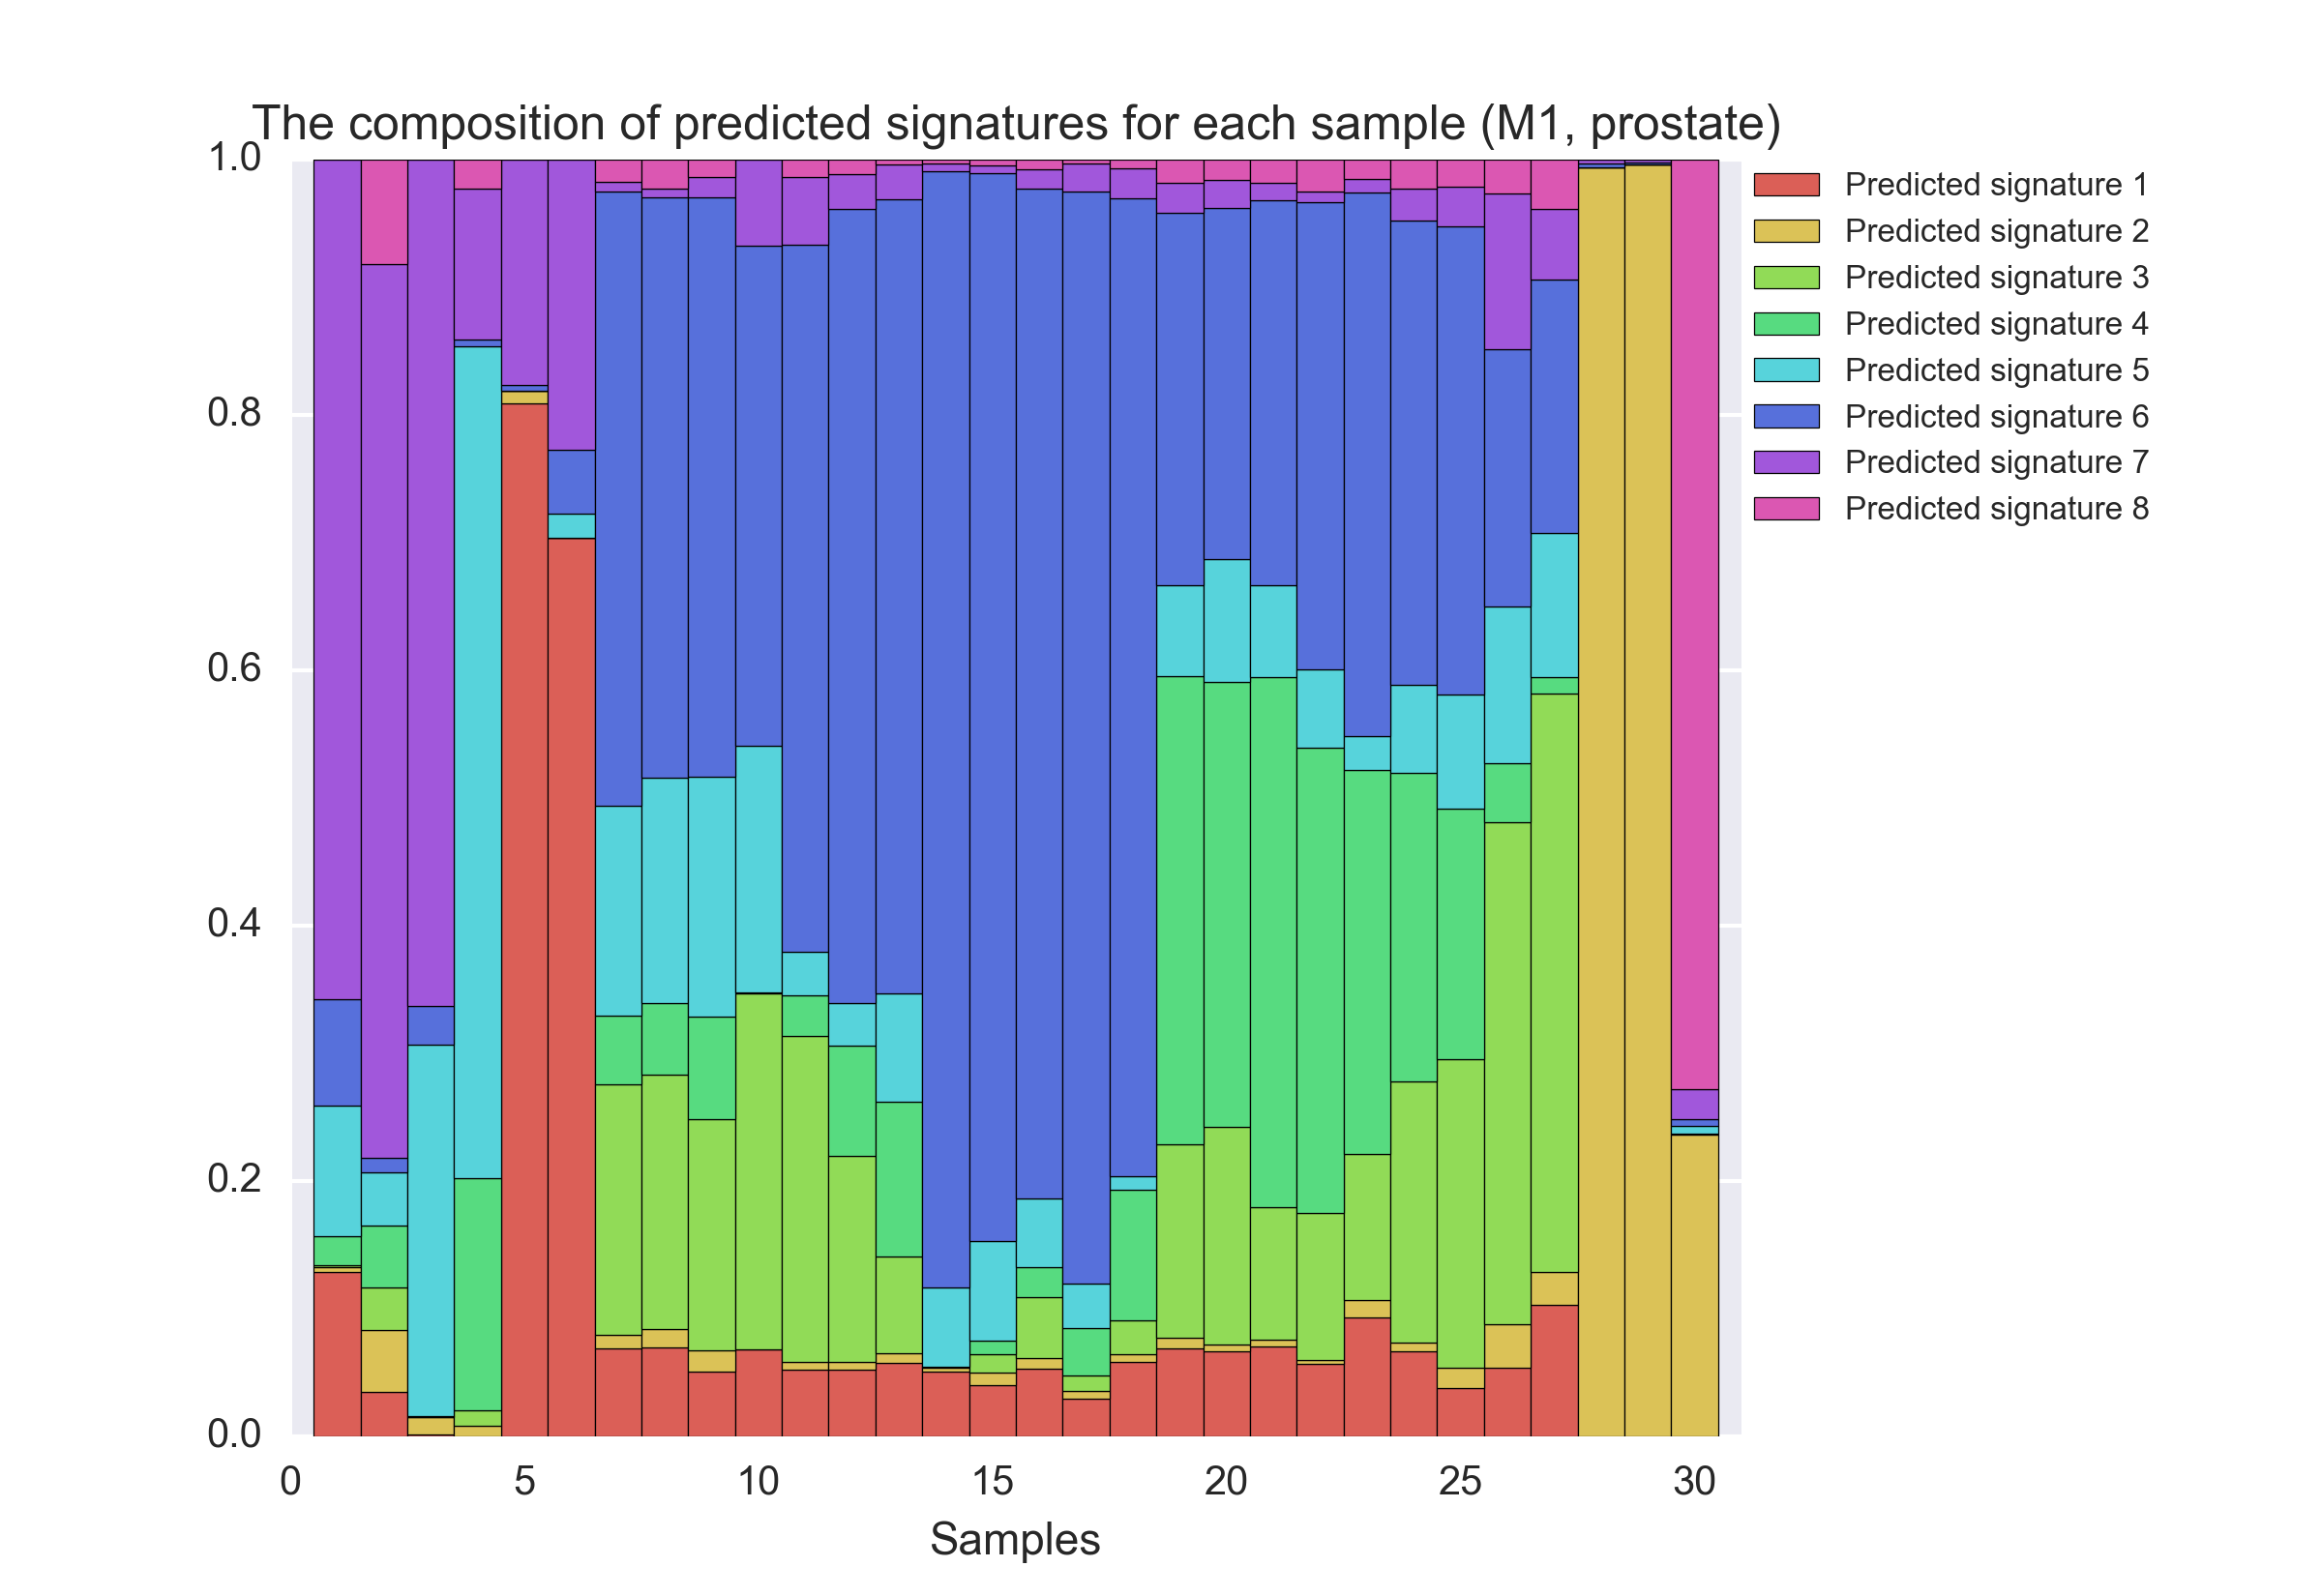 The composition of predicted signatures for each sample (M1, prostate)
1.0
0.8
0.6
0.4
0.2
0.0
0 5 10 15 20 25 30
Samples
Predicted signature 1
Predicted signature 2
Predicted signature 3
Predicted signature 4
Predicted signature 5
Predicted signature 6
Predicted signature 7
Predicted signature 8